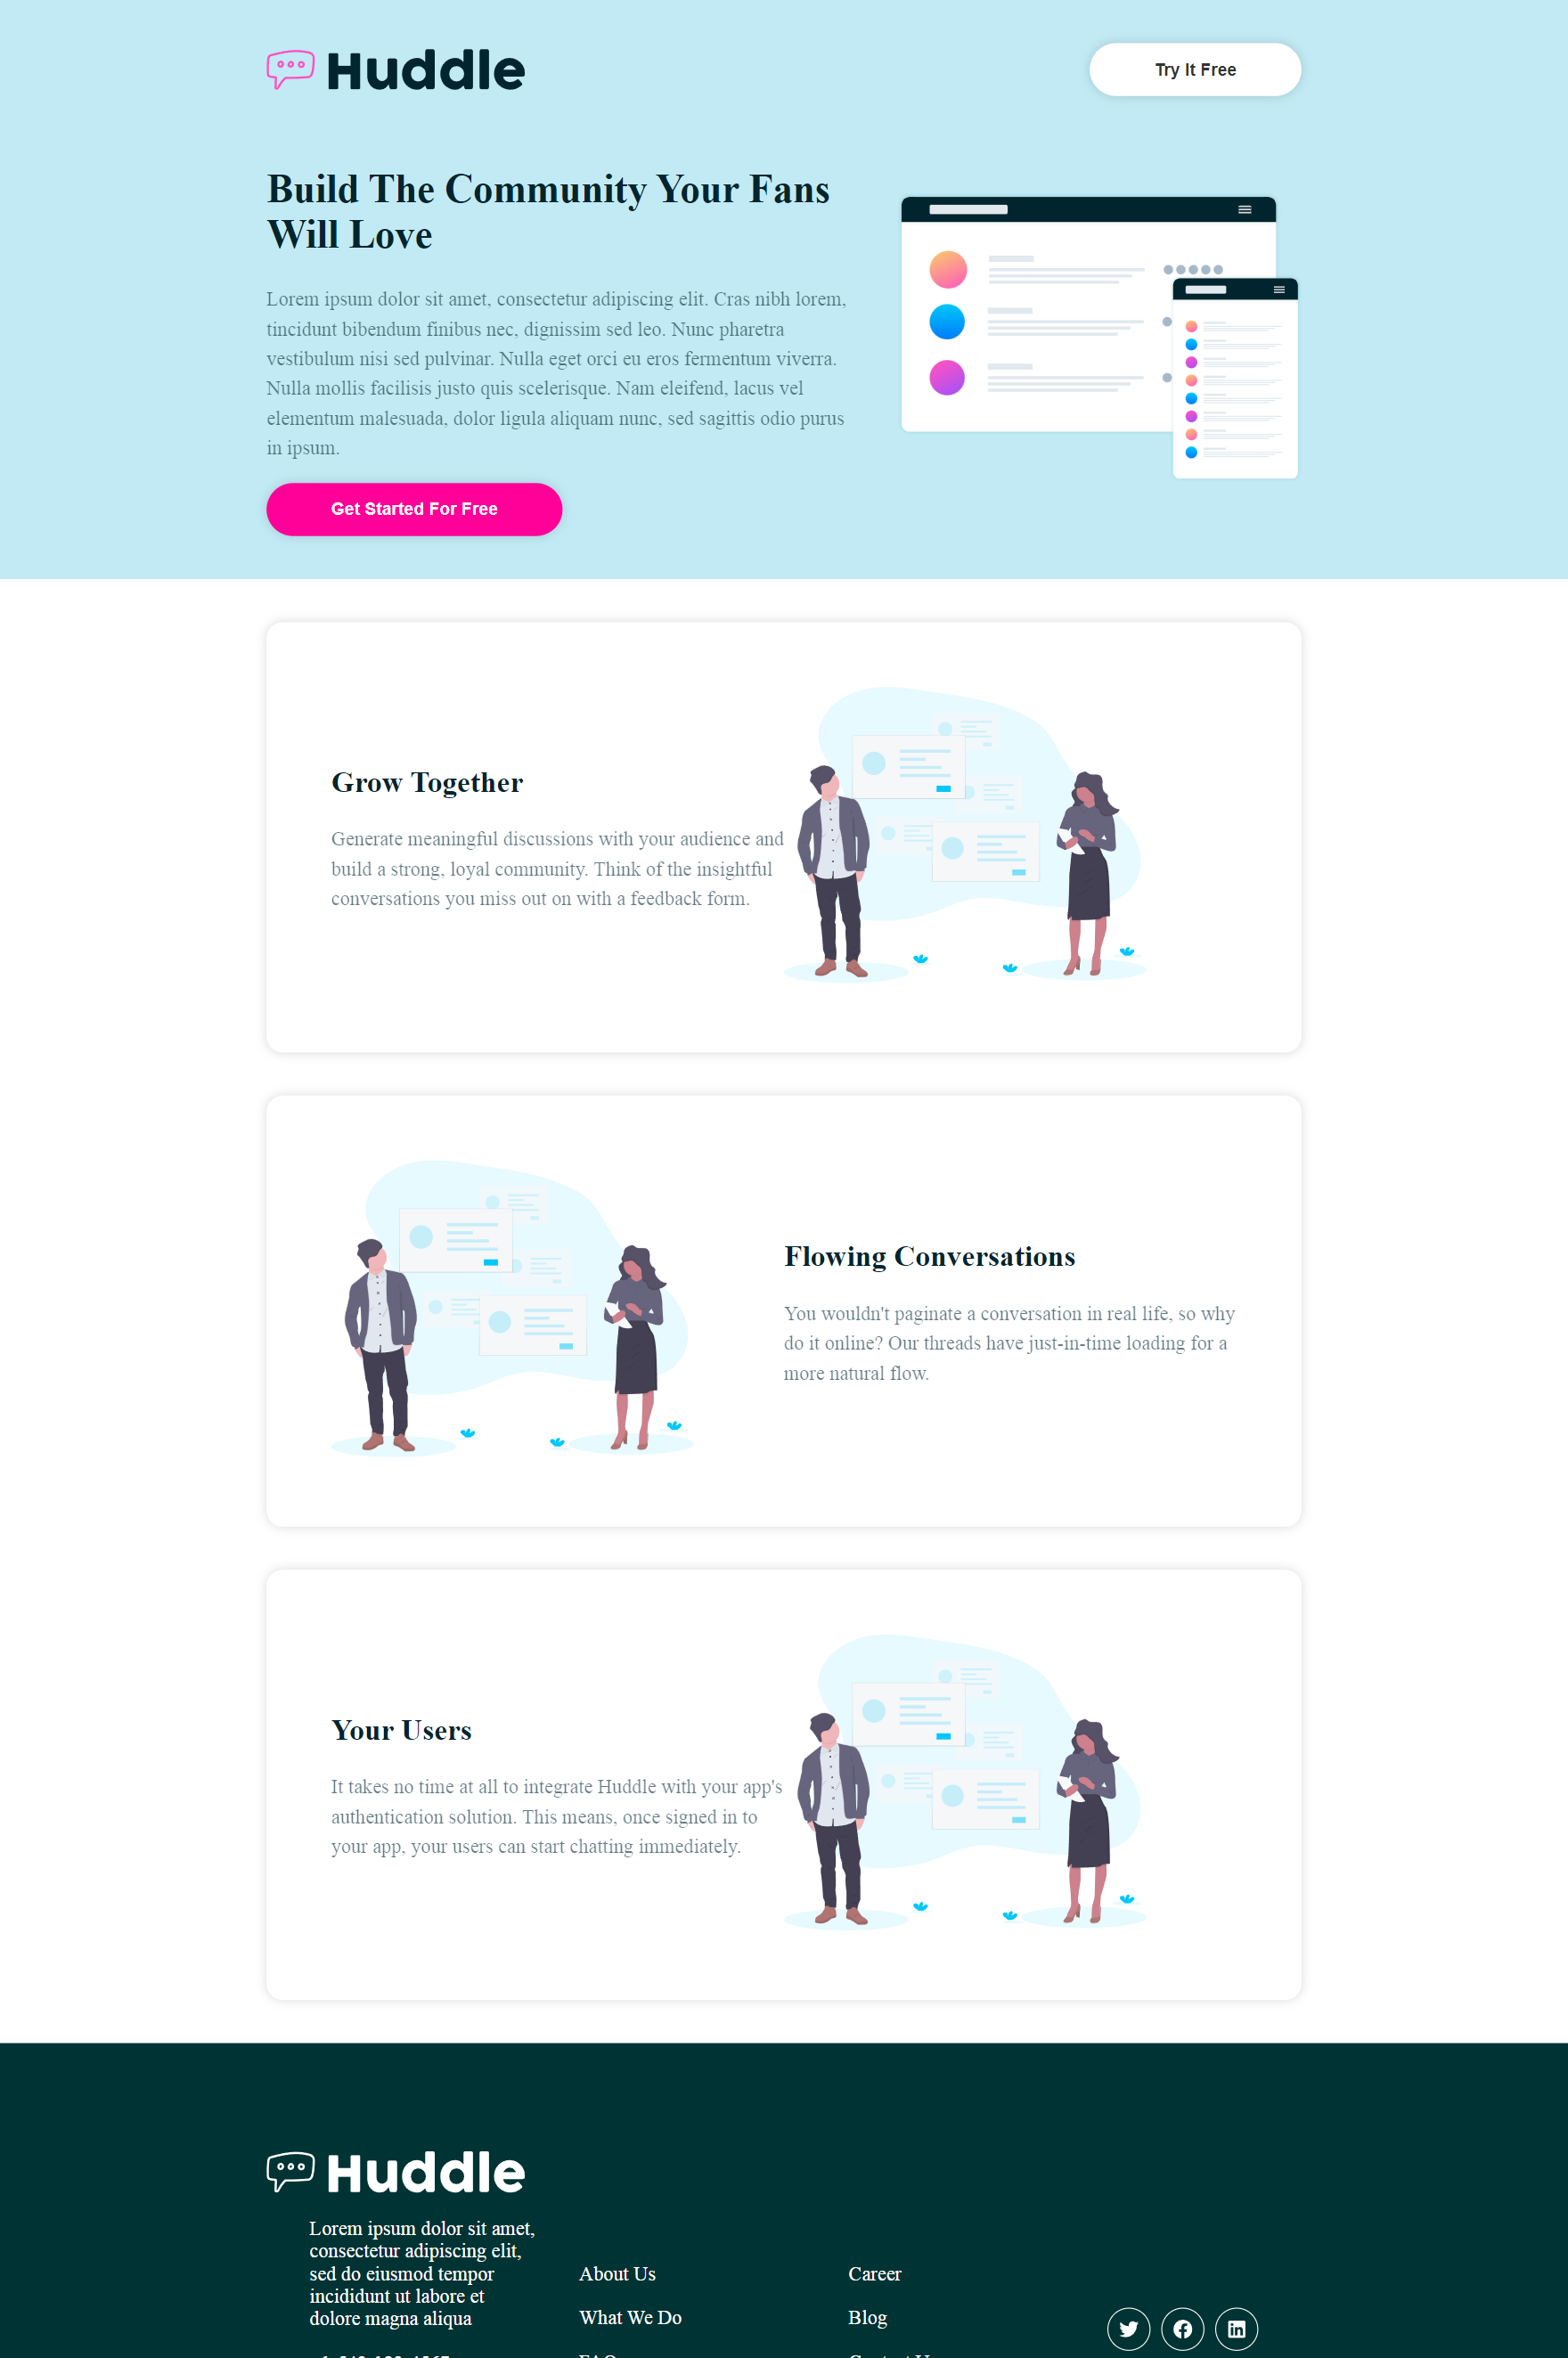 Huddle
Try It Free
Build The Community Your Fans
Will Love
Lorem ipsum dolor sit amet, consectetur adipiscing elit. Cras nibh lorem,
tincidunt bibendum finibus nec, dignissim sed leo. Nunc pharetra
vestibulum nisi sed pulvinar. Nulla eget orci eu eros fermentum viverra.
Nulla mollis facilisis justo quis scelerisque. Nam eleifend, lacus vel
elementum malesuada, dolor ligula aliquam nunc, sed sagittis odio purus
in ipsum.
Get Started For Free
Grow Together
Generate meaningful discussions with your audience and
build a strong, loyal community. Think of the insightful
conversations you miss out on with a feedback form.
Flowing Conversations
You wouldn't paginate a conversation in real life, so why
do it online? Our threads have just-in-time loading for a
more natural flow.
Your Users
It takes no time at all to integrate Huddle with your app's
authentication solution. This means, once signed in to
your app, your users can start chatting immediately.
Huddle
Lorem ipsum dolor sit amet,
consectetur adipiscing elit,
sed do eiusmod tempor
incididunt ut labore et
dolore magna aliqua
About Us
What We Do
FAQ
Career
Blog